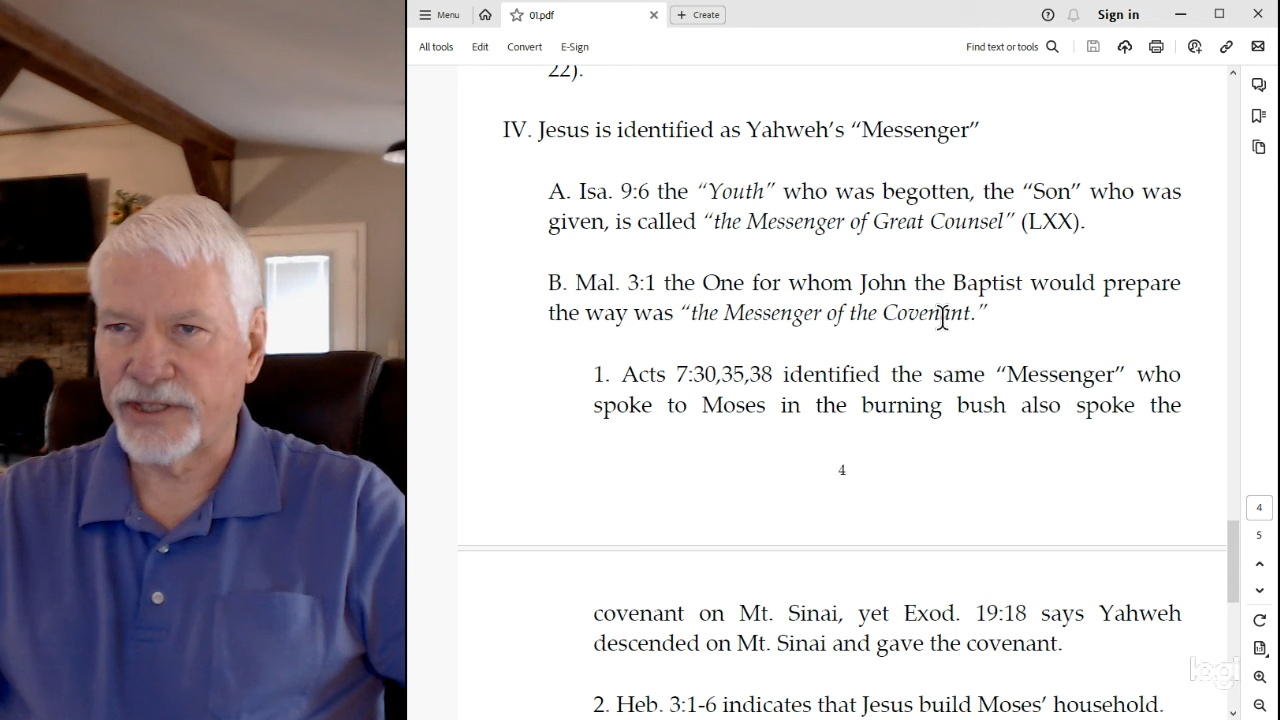 Menu
01.pdf
Create
Sign in
All tools
Edit
Convert
E-Sign
Find text or tools
22).
IV. Jesus is identified as Yahweh's “Messenger”
A. Isa. 9:6 the “Youth” who was begotten, the “Son” who was
given, is called “the Messenger of Great Counsel” (LXX).
B. Mal. 3:1 the One for whom John the Baptist would prepare
the way was “the Messenger of the Covenant.”
1. Acts 7:30,35,38 identified the same “Messenger” who
spoke to Moses in the burning bush also spoke the
4
4
5
covenant on Mt. Sinai, yet Exod. 19:18 says Yahweh
descended on Mt. Sinai and gave the covenant.
logi
2. Heb. 3:1-6 indicates that Jesus build Moses' household.